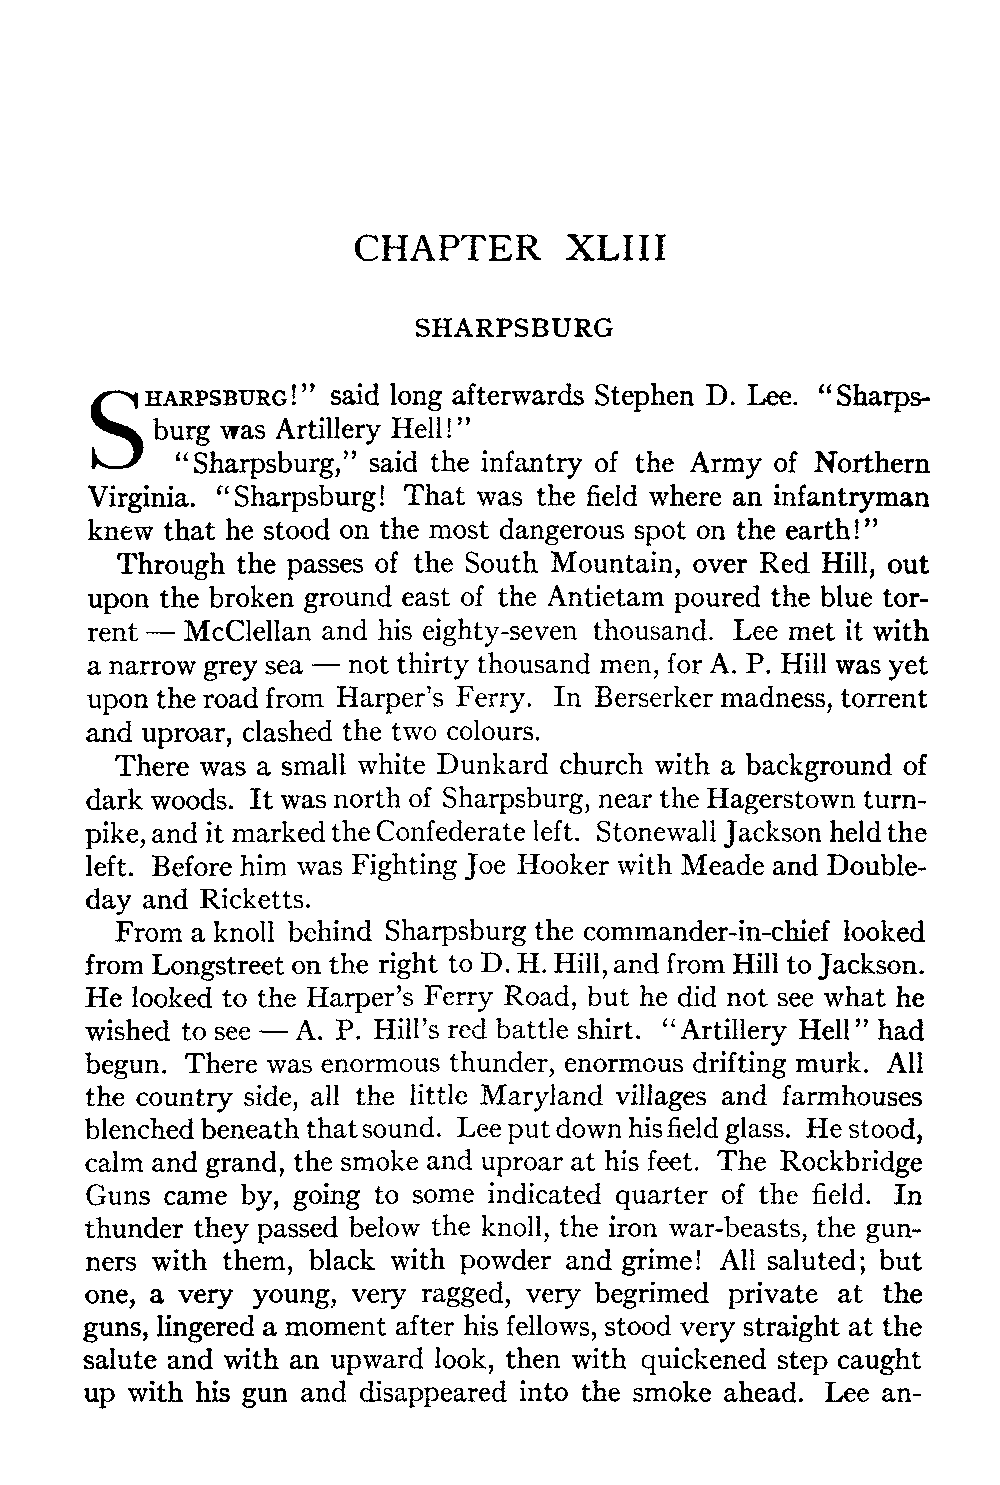 CHAPTER XLIII
SHARPSBURG
SHARPSBURG!" said long afterwards Stephen D. Lee. "Sharps-
burg was Artillery Hell!"
"Sharpsburg," said the infantry of the Army of Northern
Virginia. "Sharpsburg! That was the field where an infantryman
knew that he stood on the most dangerous spot on the earth!"
Through the passes of the South Mountain, over Red Hill, out
upon the broken ground east of the Antietam poured the blue tor-
rent — McClellan and his eighty-seven thousand. Lee met it with
a narrow grey sea — not thirty thousand men, for A. P. Hill was yet
upon the road from Harper's Ferry. In Berserker madness, torrent
and uproar, clashed the two colours.
There was a small white Dunkard church with a background of
dark woods. It was north of Sharpsburg, near the Hagerstown turn-
pike, and it marked the Confederate left. Stonewall Jackson held the
left. Before him was Fighting Joe Hooker with Meade and Double-
day and Ricketts.
From a knoll behind Sharpsburg the commander-in-chief looked
from Longstreet on the right to D. H. Hill, and from Hill to Jackson.
He looked to the Harper's Ferry Road, but he did not see what he
wished to see — A. P. Hill's red battle shirt. "Artillery Hell" had
begun. There was enormous thunder, enormous drifting murk. All
the country side, all the little Maryland villages and farmhouses
blenched beneath that sound. Lee put down his field glass. He stood,
calm and grand, the smoke and uproar at his feet. The Rockbridge
Guns came by, going to some indicated quarter of the field. In
thunder they passed below the knoll, the iron war-beasts, the gun-
ners with them, black with powder and grime! All saluted; but
one, a very young, very ragged, very begrimed private at the
guns, lingered a moment after his fellows, stood very straight at the
salute and with an upward look, then with quickened step caught
up with his gun and disappeared into the smoke ahead. Lee an-